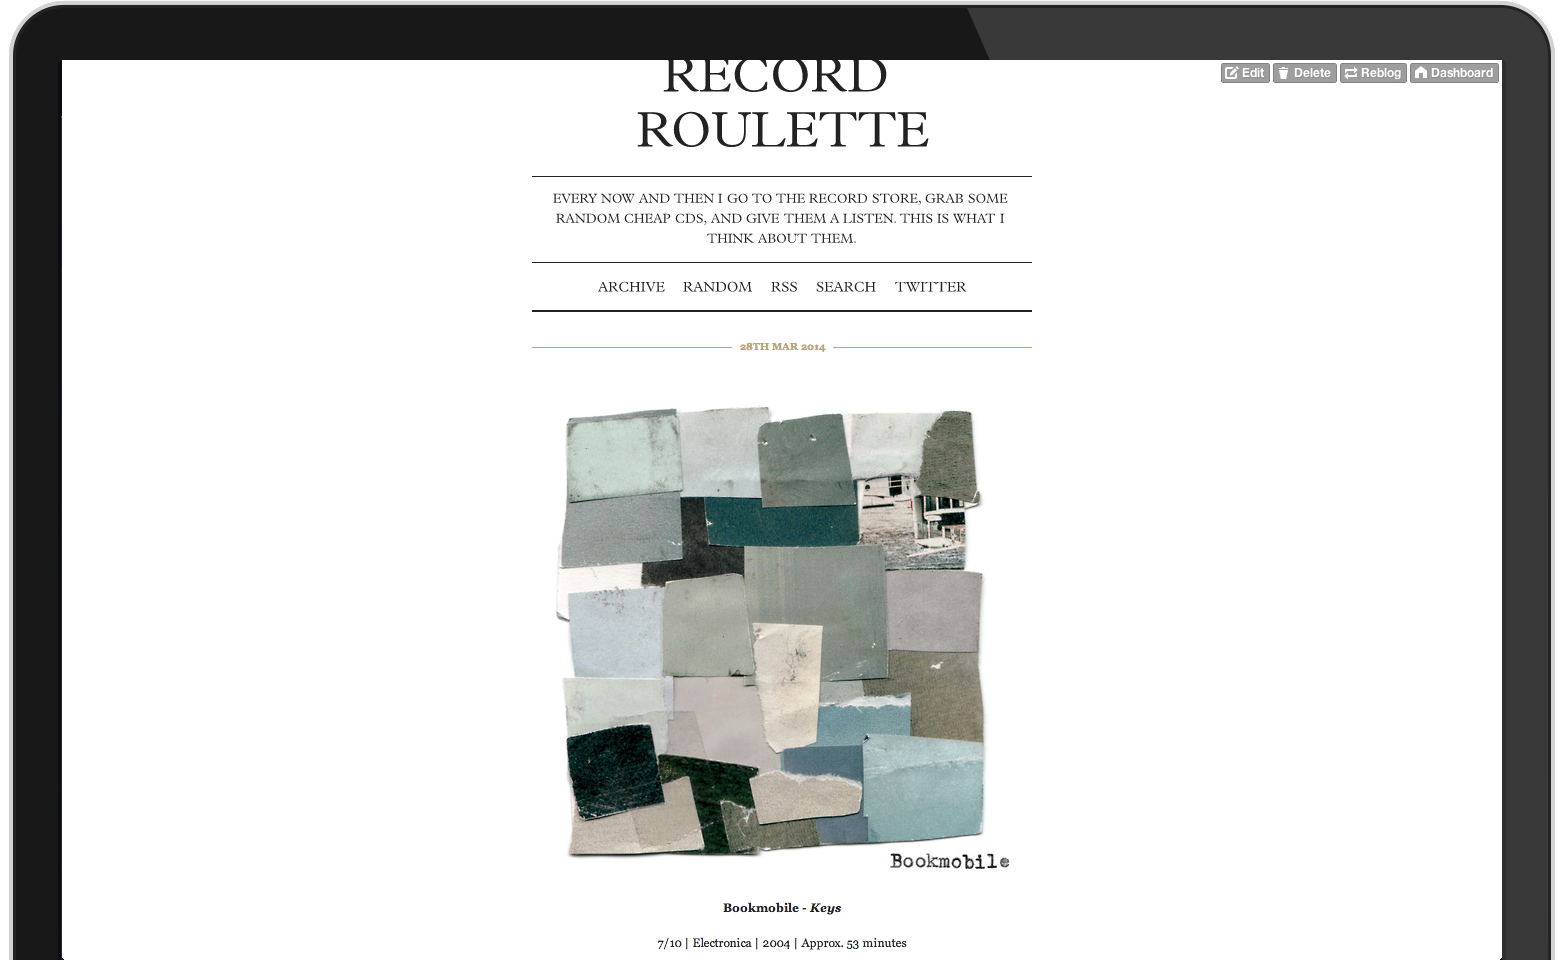 RECORD
ROULETTE
Edit Delete Reblog Dashboard
EVERY NOW AND THEN I GO TO THE RECORD STORE, GRAB SOME
RANDOM CHEAP CDS, AND GIVE THEM A LISTEN. THIS IS WHAT I
THINK ABOUT THEM.
ARCHIVE RANDOM RSS SEARCH TWITTER
28TH MAR 2014
Bookmobile
Bookmobile - Keys
7/10 | Electronica | 2004 | Approx. 53 minutes